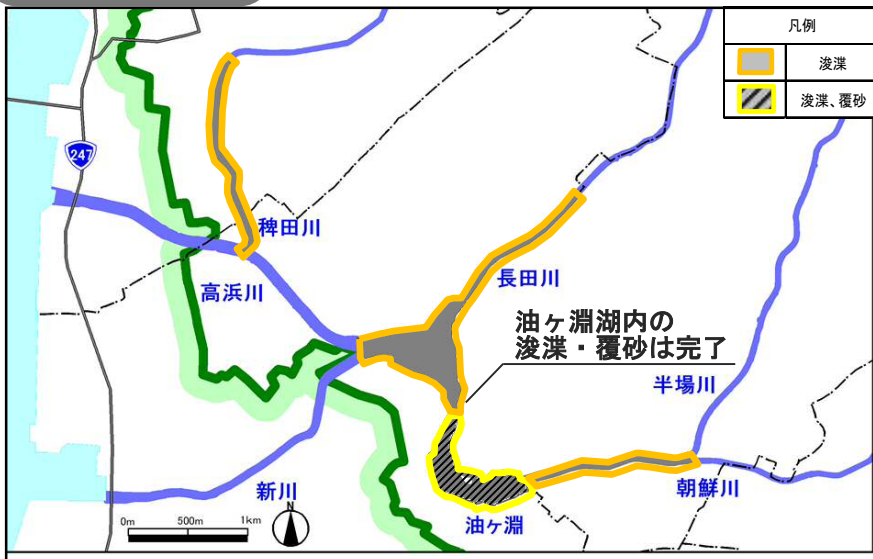 凡例
浚渫
浚渫、覆砂
247
稗田川
高浜川
長田川
油ヶ淵湖内の
浚渫・覆砂は完了
半場川
朝鮮川
新川
油ヶ淵
0m 500m 1km
N